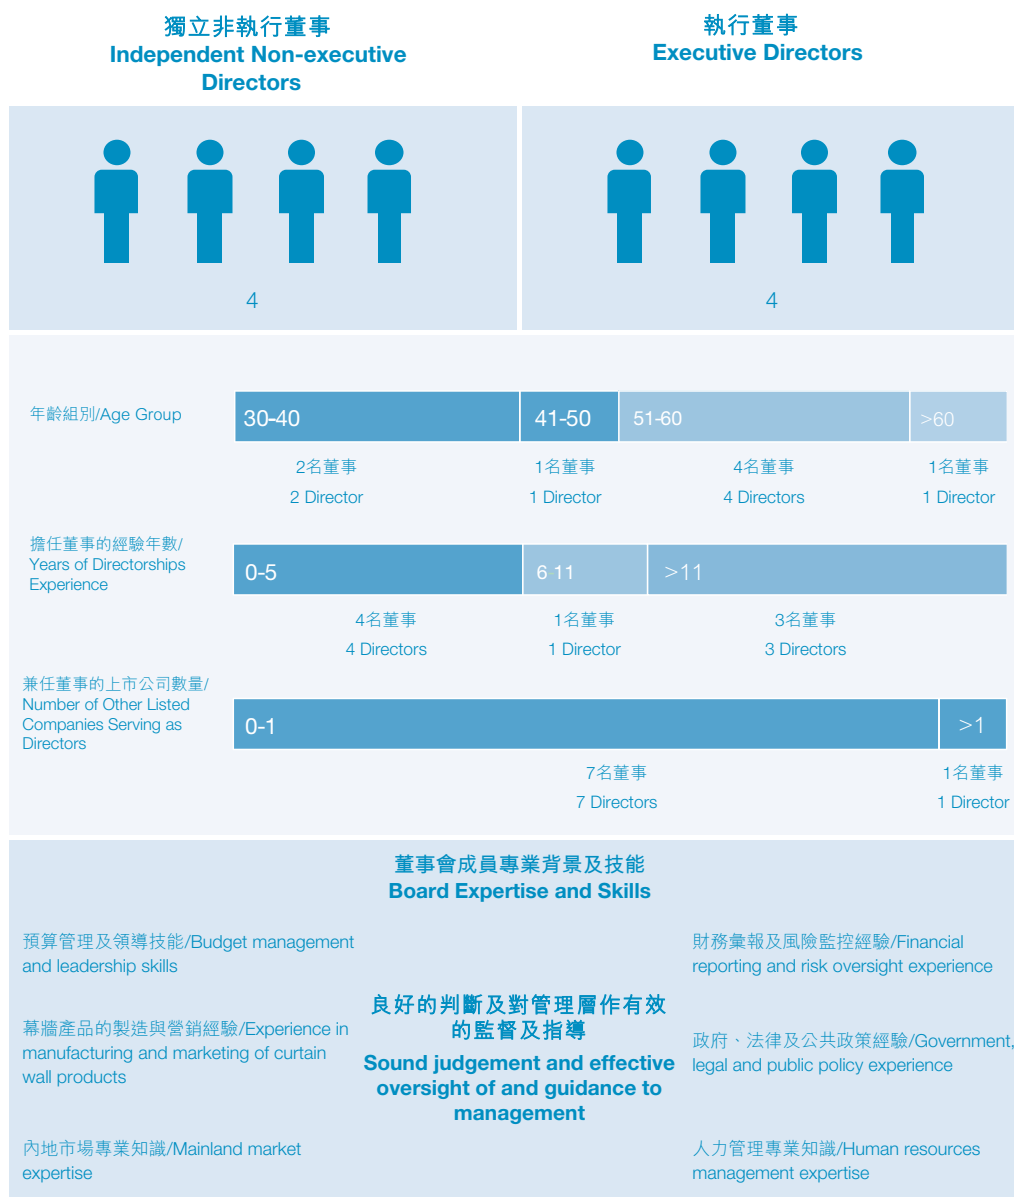 獨立非執行董事
Independent Non-executive
Directors
執行董事
Executive Directors
4
4
年齡組別/Age Group
30-40
41-50
51-60
>60
2名董事
1名董事
4名董事
1名董事
2 Director
1 Director
4 Directors
1 Director
擔任董事的經驗年數/
Years of Directorships
Experience
0-5
6-11
>11
4名董事
1名董事
3名董事
4 Directors
1 Director
3 Directors
兼任董事的上市公司數量/
Number of Other Listed
Companies Serving as
Directors
0-1
>1
7名董事
1名董事
7 Directors
1 Director
董事會成員專業背景及技能
Board Expertise and Skills
預算管理及領導技能/Budget management
and leadership skills
幕牆產品的製造與營銷經驗/Experience in
manufacturing and marketing of curtain
wall products
內地市場專業知識/Mainland market
expertise
良好的判斷及對管理層作有效
的監督及指導
Sound judgement and effective
oversight of and guidance to
management
財務彙報及風險監控經驗/Financial
reporting and risk oversight experience
政府、法律及公共政策經驗/Government,
legal and public policy experience
人力管理專業知識/Human resources
management expertise